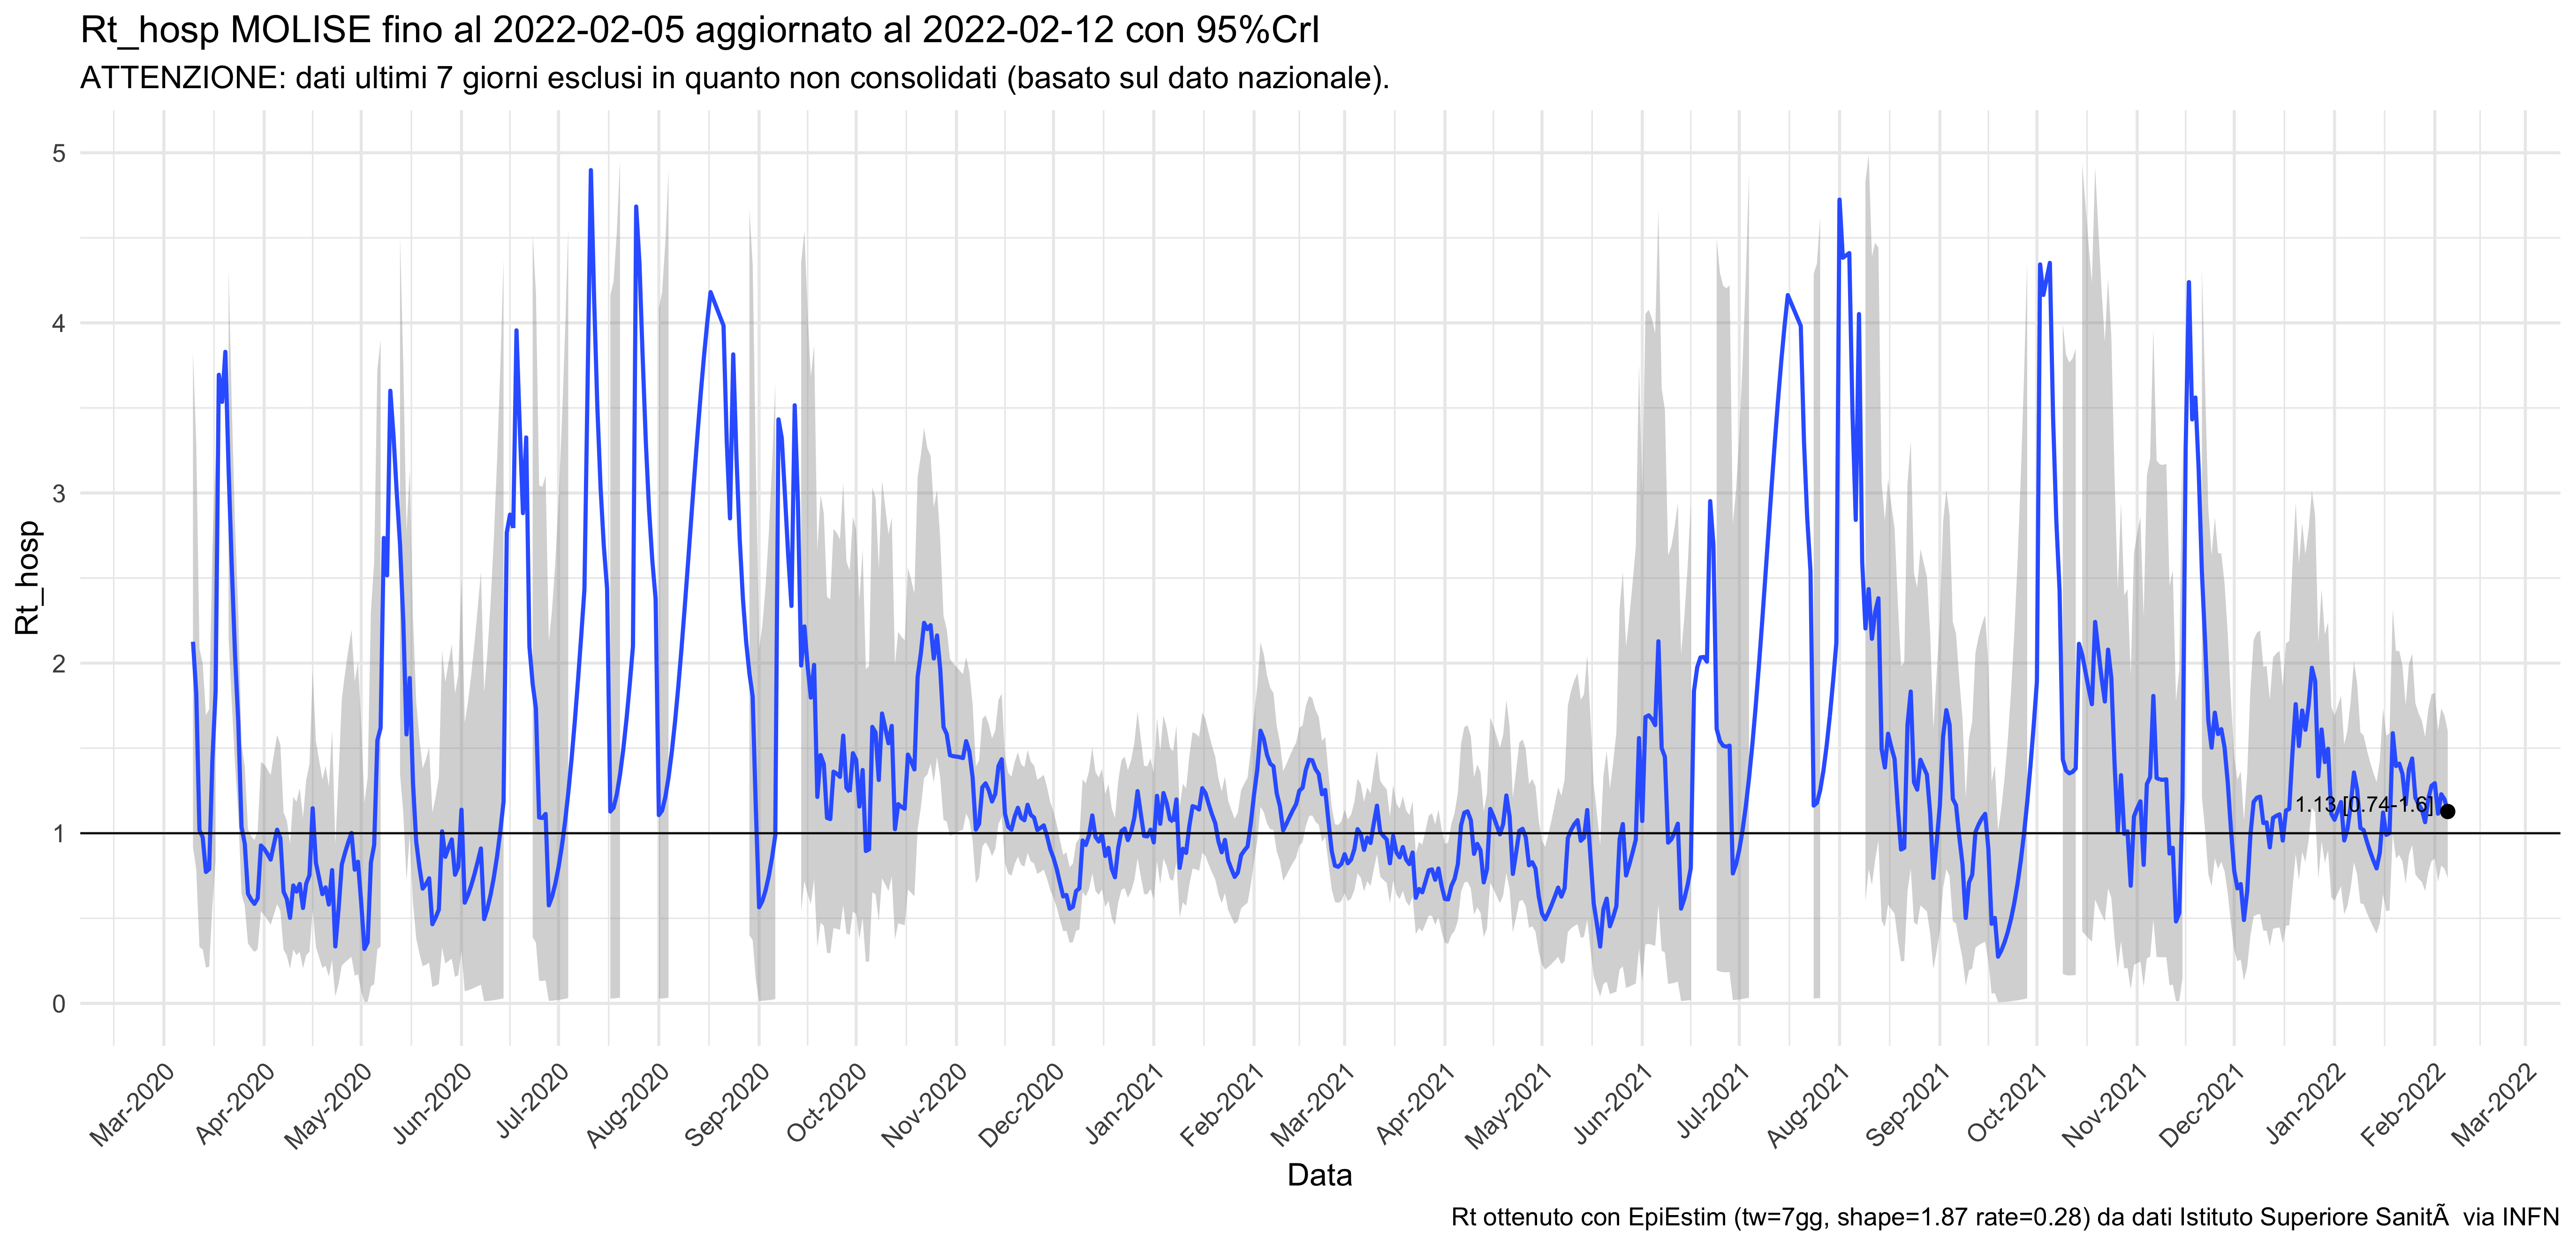 Rt_hosp MOLISE fino al 2022-02-05 aggiornato al 2022-02-12 con 95%CrI
ATTENZIONE: dati ultimi 7 giorni esclusi in quanto non consolidati (basato sul dato nazionale).
Rt_hosp
5
4
3
2
1
0
1.13 [0.74-1.6]
Mar-2020
Apr-2020
May-2020
Jun-2020
Jul-2020
Aug-2020
Sep-2020
Oct-2020
Nov-2020
Dec-2020
Jan-2021
Feb-2021
Mar-2021
Apr-2021
May-2021
Jun-2021
Jul-2021
Aug-2021
Sep-2021
Oct-2021
Nov-2021
Dec-2021
Jan-2022
Feb-2022
Mar-2022
Data
Rt ottenuto con EpiEstim (tw=7gg, shape=1.87 rate=0.28) da dati Istituto Superiore SanitÃ  via INFN